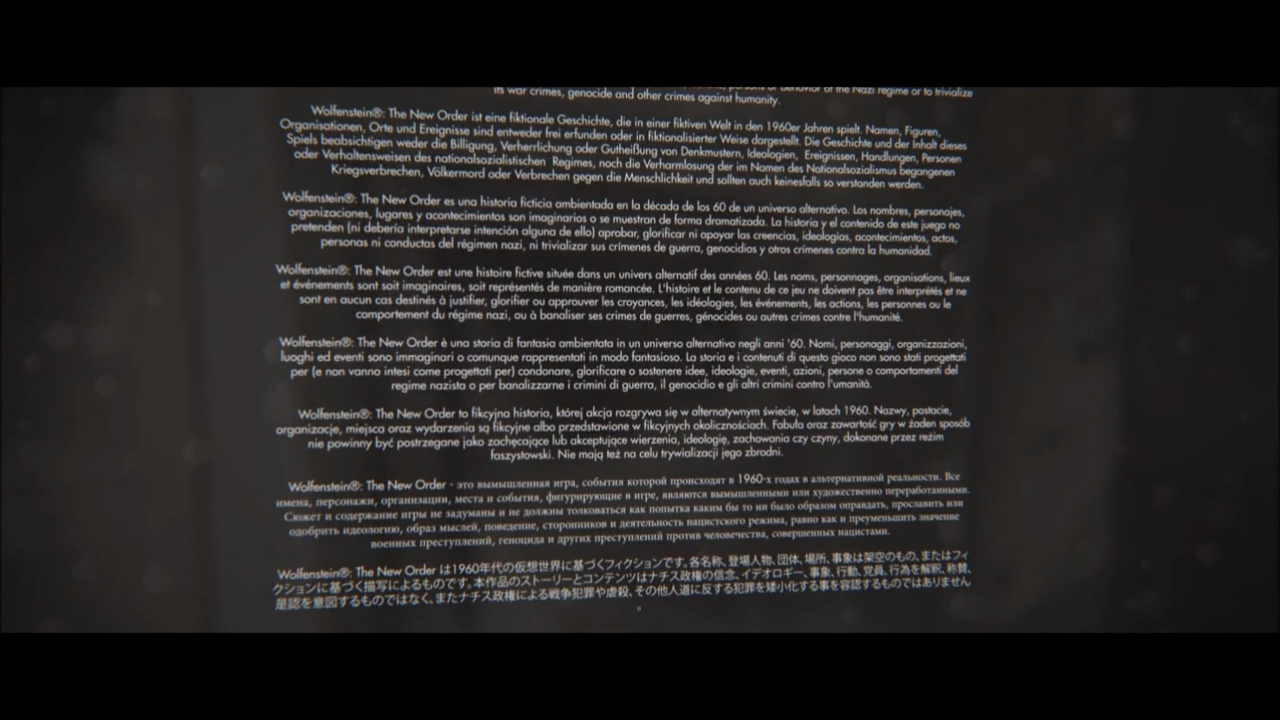 its war crimes, genocide and other crimes against humanity.
Wolfenstein®: The New Order ist eine fiktionale Geschichte, die in einer fiktiven Welt in den 1960er Jahren spielt. Namen, Figuren,
Organisationen, Orte und Ereignisse sind entweder frei erfunden oder in fiktionalisierter Weise dargestellt. Die Geschichte und der Inhalt dieses
Spiels beabsichtigen weder die Billigung, Verherrlichung oder Gutheißung von Denkmustern, Ideologien, Ereignissen, Handlungen, Personen
oder Verhaltensweisen des nationalsozialistischen Regimes, noch die Verharmlosung der im Namen des Nationalsozialismus begangenen
Kriegsverbrechen, Völkermord oder Verbrechen gegen die Menschlichkeit und sollten auch keinesfalls so verstanden werden.
Wolfenstein®: The New Order es una historia ficticia ambientada en la década de los 60 de un universo alternativo. Los nombres, personajes,
organizaciones, lugares y acontecimientos son imaginarios o se muestran de forma dramatizada. La historia y el contenido de este juego no
pretenden (ni debería interpretarse intención alguna de ello) aprobar, glorificar ni apoyar las creencias, ideologías, acontecimientos, actos,
personas ni conductas del régimen nazi, ni trivializar sus crímenes de guerra, genocidios y otros crímenes contra la humanidad.
Wolfenstein®: The New Order est une histoire fictive située dans un univers alternatif des années 60. Les noms, personnages, organisations, lieux
et événements sont soit imaginaires, soit représentés de manière romancée. L'histoire et le contenu de ce jeu ne doivent pas être interprétés et ne
sont en aucun cas destinés à justifier, glorifier ou approuver les croyances, les idéologies, les événements, les actions, les personnes ou le
comportement du régime nazi, ou à banaliser ses crimes de guerres, génocides ou autres crimes contre l'humanité.
Wolfenstein®: The New Order è una storia di fantasia ambientata in un universo alternativo negli anni '60. Nomi, personaggi, organizzazioni,
luoghi ed eventi sono immaginari o comunque rappresentati in modo fantasioso. La storia e i contenuti di questo gioco non sono stati progettati
per (e non vanno intesi come progettati per) condonare, glorificare o sostenere idee, ideologie, eventi, azioni, persone o comportamenti del
regime nazista o per banalizzarne i crimini di guerra, il genocidio e gli altri crimini contro l'umanità.
Wolfenstein®: The New Order to fikcyjna historia, której akcja rozgrywa się w alternatywnym świecie, w latach 1960. Nazwy, postacie,
organizacje, miejsca oraz wydarzenia są fikcyjne albo przedstawione w fikcyjnych okolicznościach. Fabuła oraz zawartość gry w żaden sposób
nie powinny być postrzegane jako zachęcające lub akceptujące wierzenia, ideologię, zachowania czy czyny, dokonane przez reżim
faszystowski. Nie mają też na celu trywializacji jego zbrodni.
Wolfenstein®: The New Order - это вымышленная игра, события которой происходят в 1960-х годах в альтернативной реальности. Все
имена, персонажи, организации, места и события, фигурирующие в игре, являются вымышленными или художественно переработанными.
Сюжет и содержание игры не задуманы и не должны толковаться как попытка каким бы то ни было образом оправдать, прославить или
одобрить идеологию, образ мыслей, поведение, сторонников и деятельность нацистского режима, равно как и преуменьшить значение
военных преступлений, геноцида и других преступлений против человечества, совершенных нацистами.
Wolfenstein®: The New Order は1960年代の仮想世界に基づくフィクションです。各名称、登場人物、団体、場所、事象は架空のもの、またはフィ
クションに基づく描写によるものです。本作品のストーリーとコンテンツはナチス政権の信念、イデオロギー、事象、行動、党員、行為を解釈、称賛、
是認を意図するものではなく、またナチス政権による戦争犯罪や虐殺、その他人道に反する犯罪を矮小化する事を容認するものではありません
。